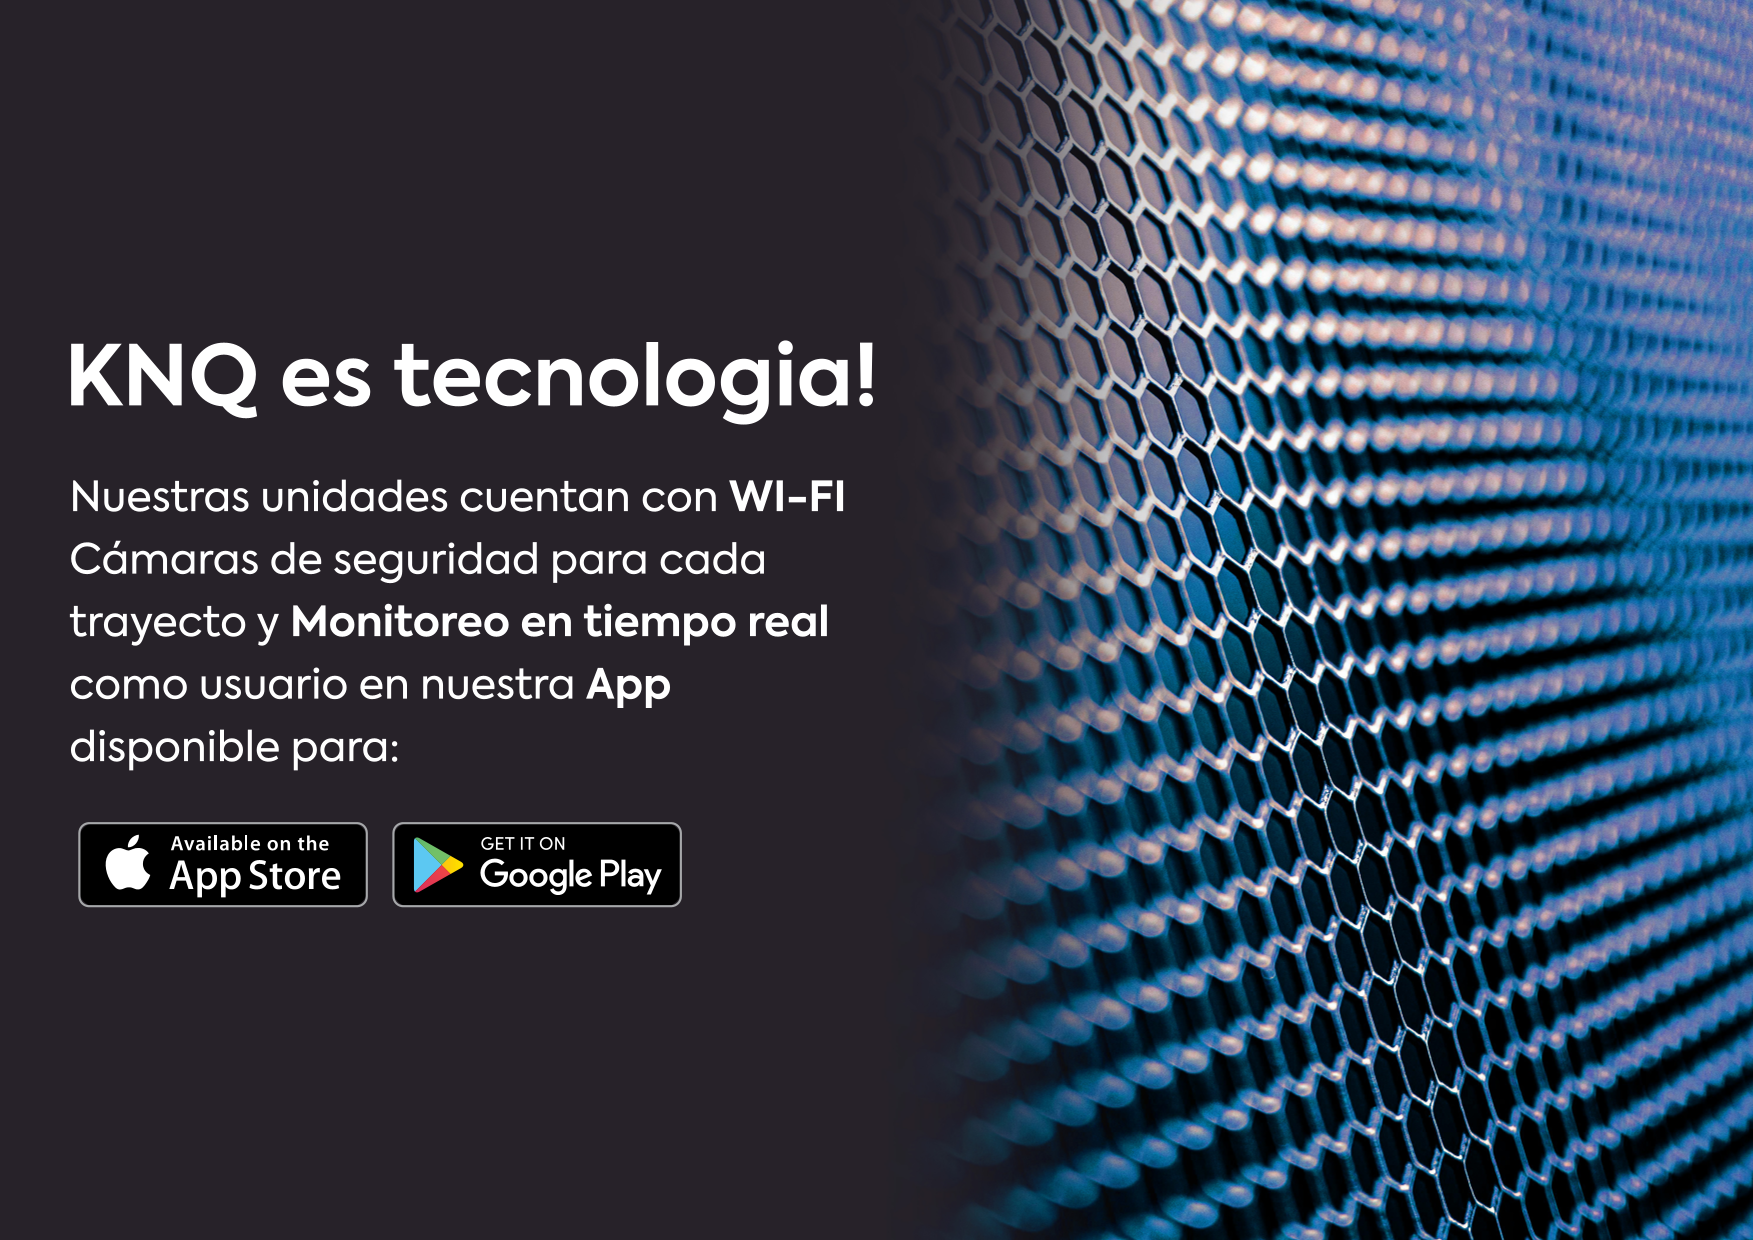 KNQ es tecnologia!
Nuestras unidades cuentan con WI-FI
Cámaras de seguridad para cada
trayecto y Monitoreo en tiempo real
como usuario en nuestra App
disponible para:
Available on the
App Store
GET IT ON
Google Play